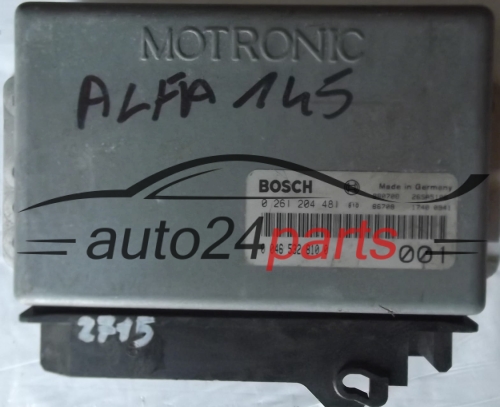 MOTRONIC
ALFA 145
BOSCH
Made in Germany
0 261 204 481
auto24parts
001
2715